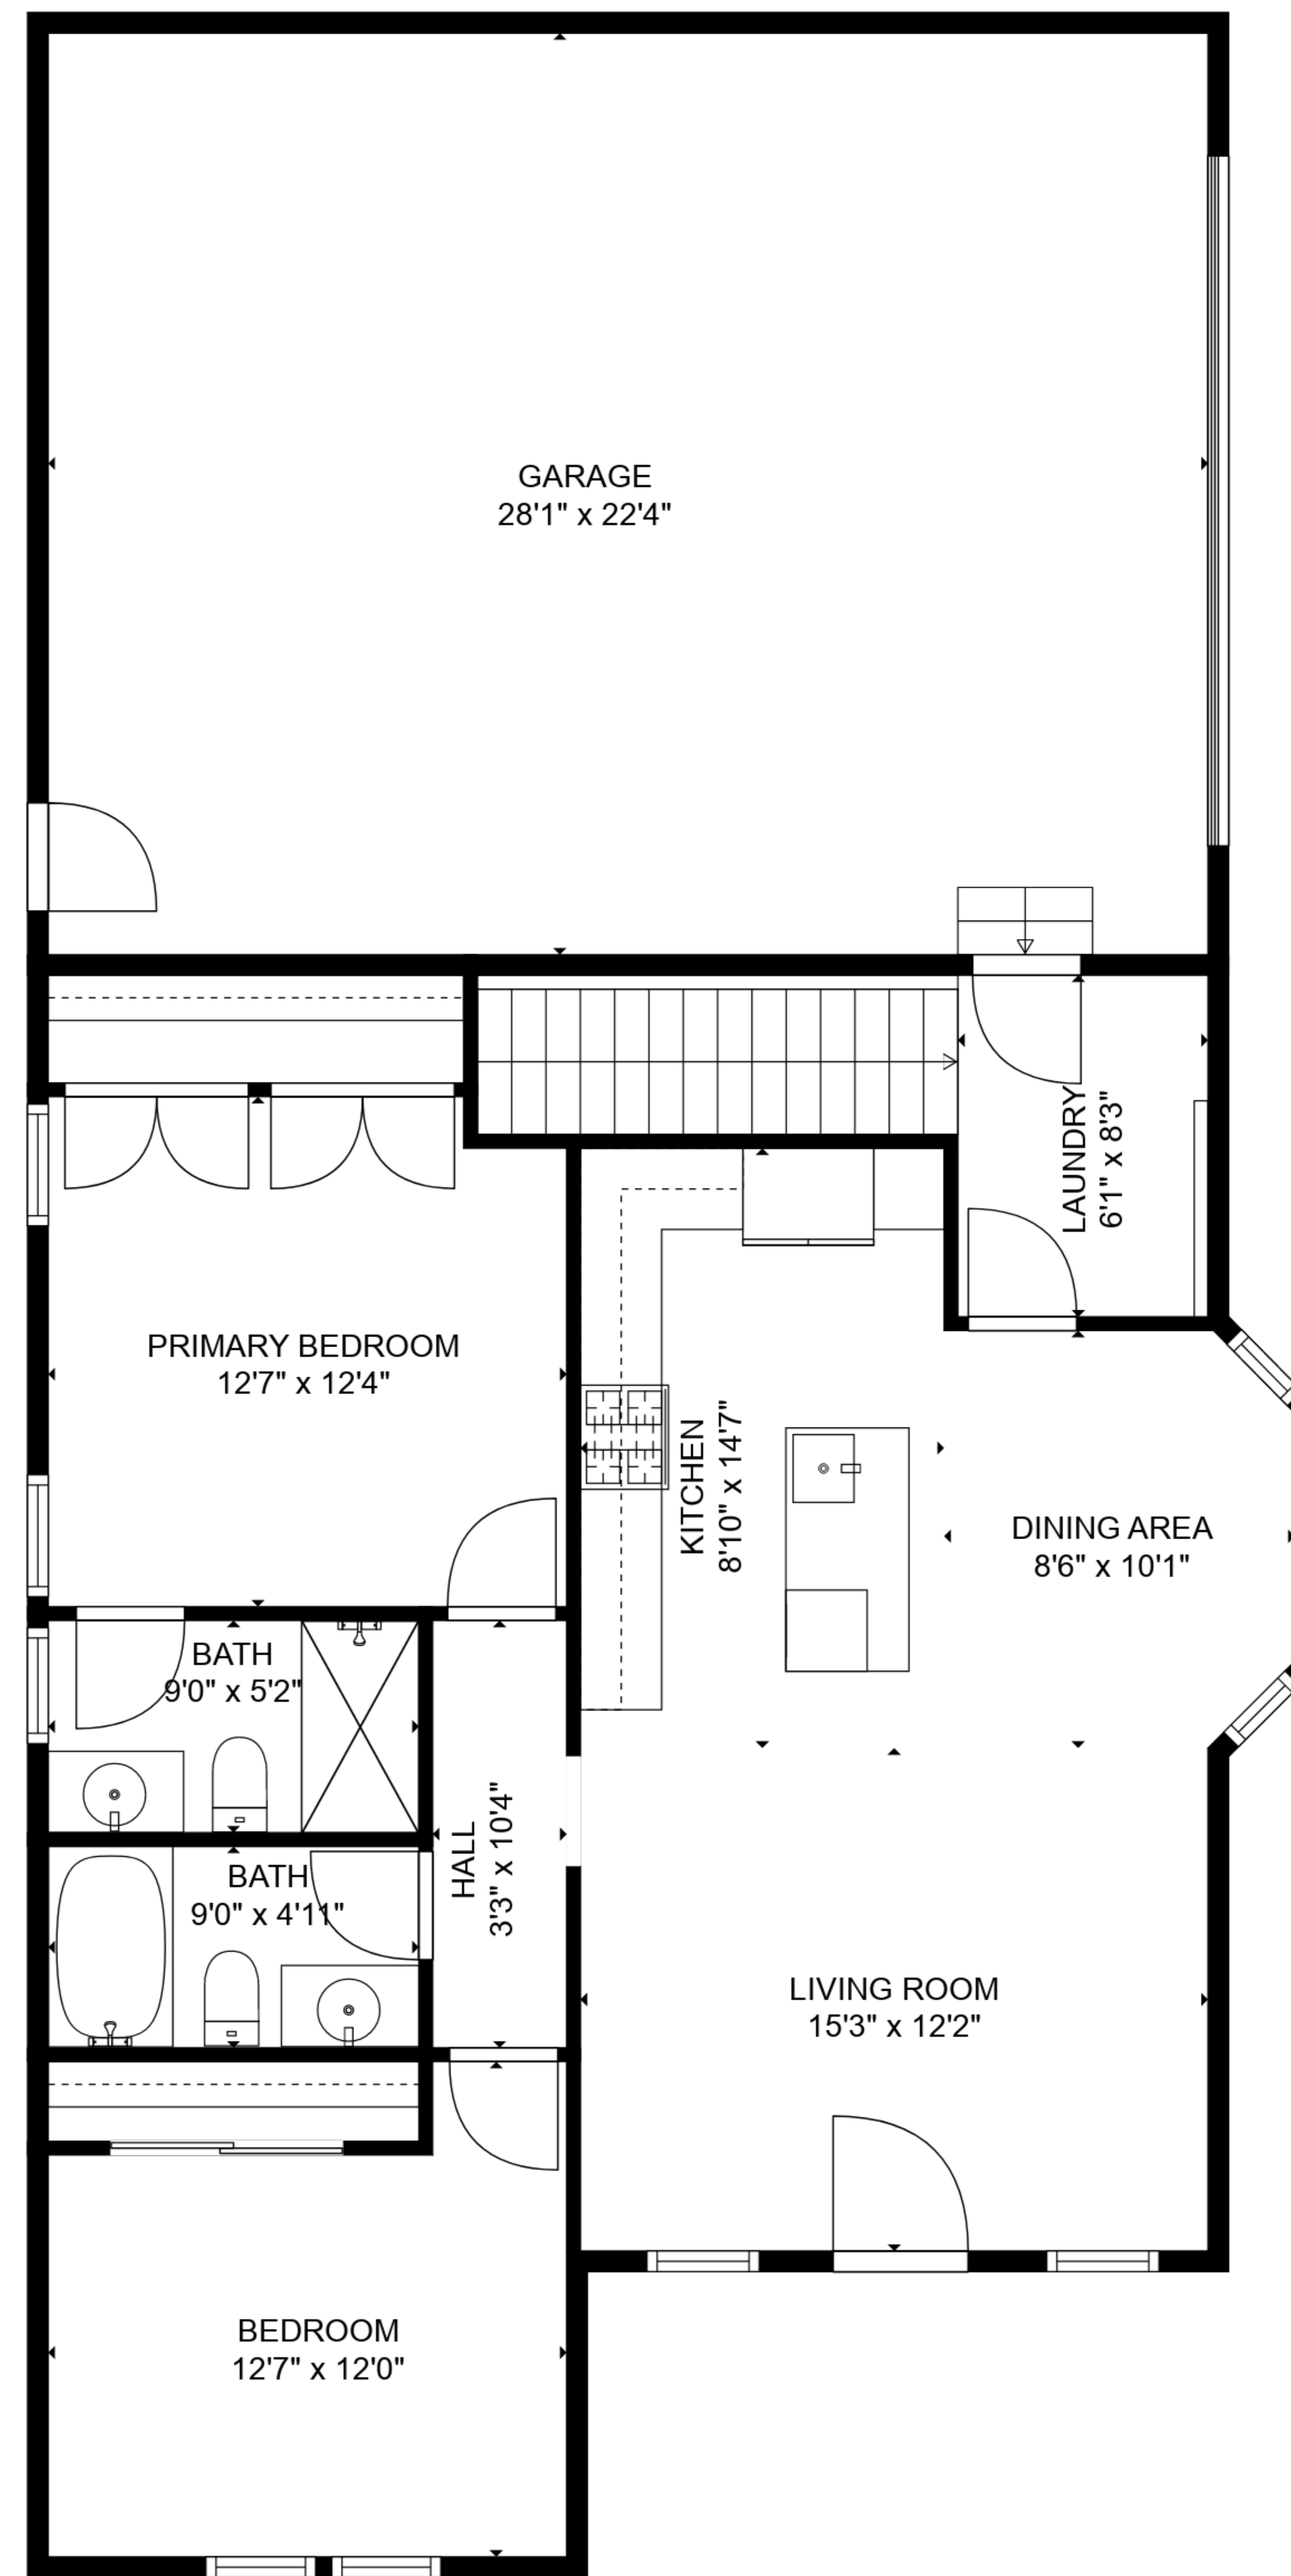 GARAGE
28'1" x 22'4"
LAUNDRY
6'1" x 8'3"
PRIMARY BEDROOM
12'7" x 12'4"
KITCHEN
8'10" x 14'7"
DINING AREA
8'6" x 10'1"
BATH
9'0" x 5'2"
HALL
3'3" x 10'4"
BATH
9'0" x 4'11"
LIVING ROOM
15'3" x 12'2"
BEDROOM
12'7" x 12'0"